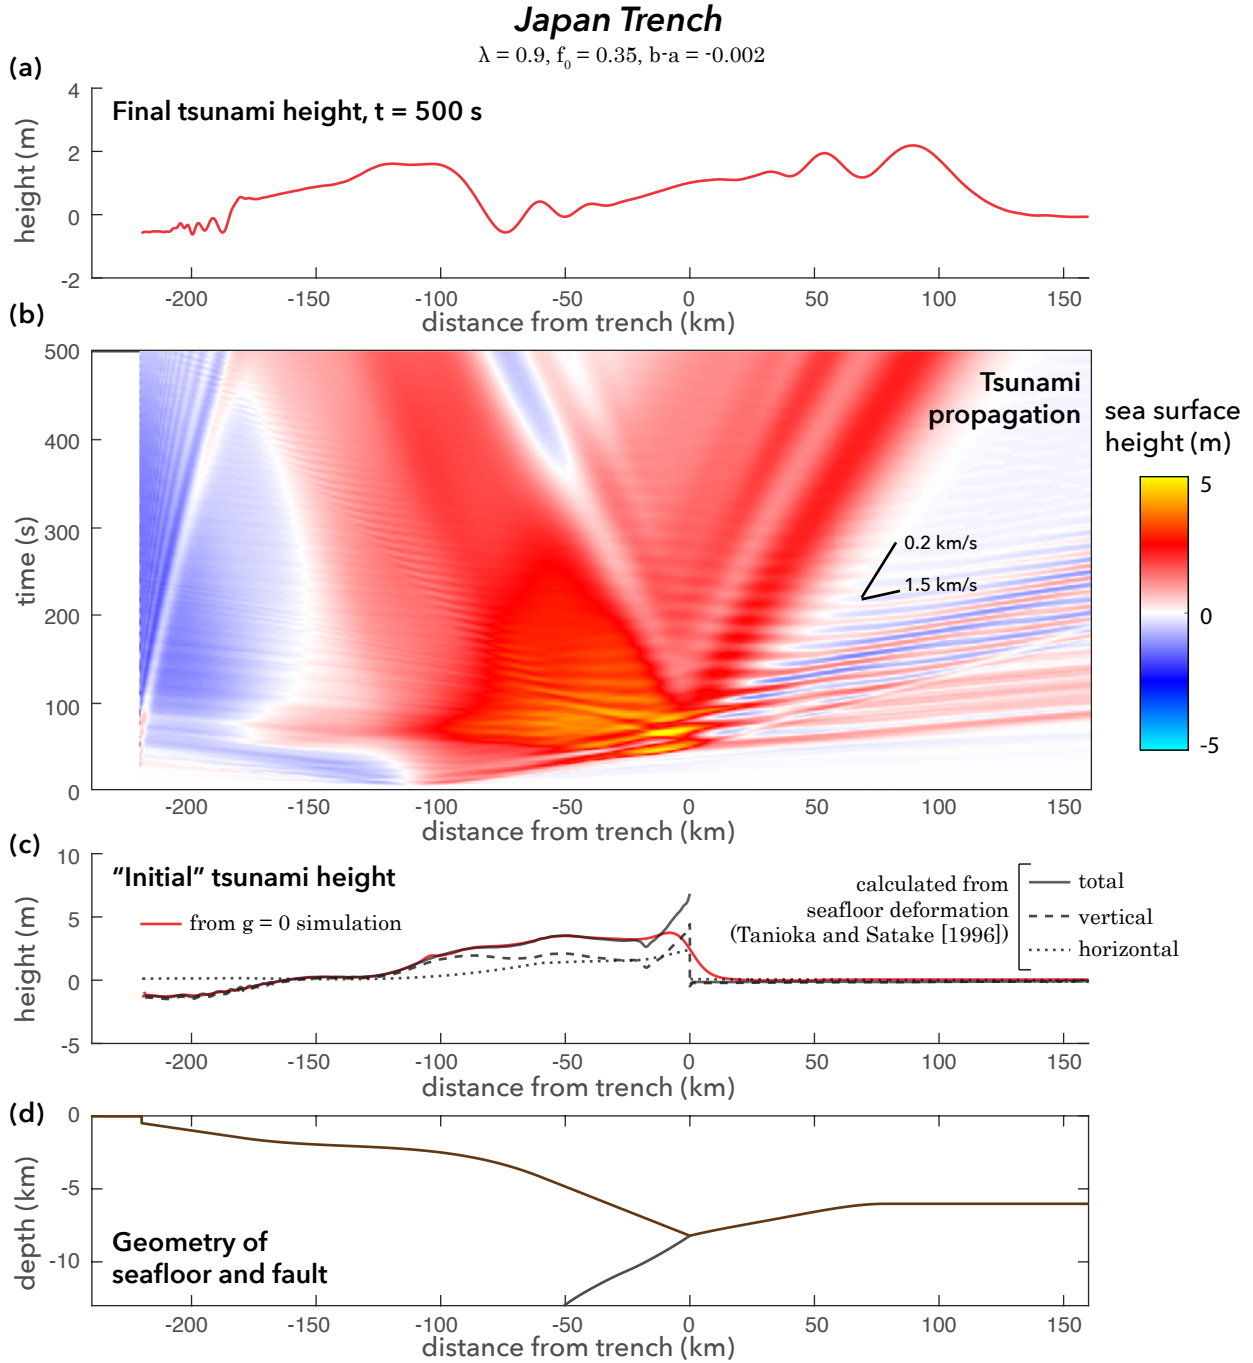 Japan Trench
λ = 0.9, f0 = 0.35, b-a = -0.002
(a)
Final tsunami height, t = 500 s
height (m)
4
2
0
-2
-200 -150 -100 -50 0 50 100 150
distance from trench (km)
(b)
Tsunami
propagation
time (s)
500
400
300
200
100
0
0.2 km/s
1.5 km/s
-200 -150 -100 -50 0 50 100 150
distance from trench (km)
sea surface
height (m)
5
0
-5
(c)
"Initial" tsunami height
from g = 0 simulation
calculated from
seafloor deformation
(Tanioka and Satake [1996])
total
vertical
horizontal
height (m)
10
5
0
-5
-200 -150 -100 -50 0 50 100 150
distance from trench (km)
(d)
Geometry of
seafloor and fault
depth (km)
0
-5
-10
-200 -150 -100 -50 0 50 100 150
distance from trench (km)